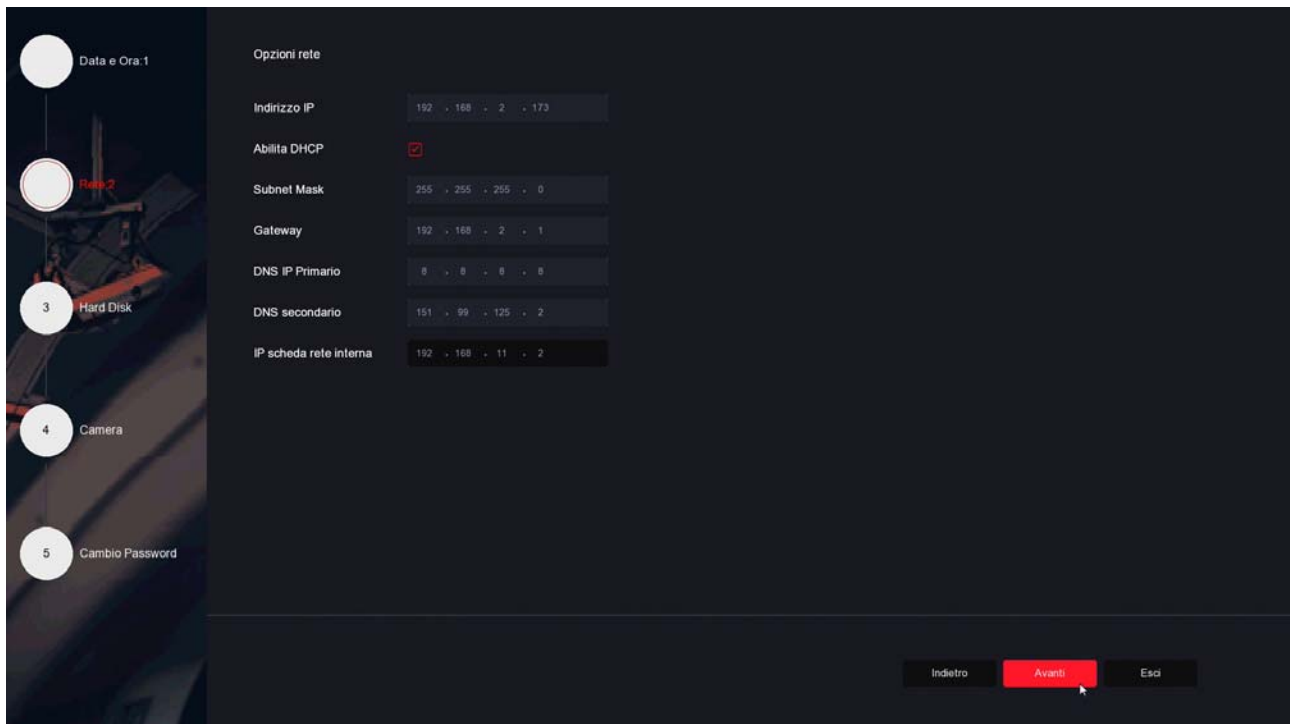 Data e Ora:1
Rete:2
3 Hard Disk
4 Camera
5 Cambio Password
Opzioni rete
Indirizzo IP 192 . 168 . 2 . 173
Abilita DHCP
Subnet Mask 255 . 255 . 255 . 0
Gateway 192 . 168 . 2 . 1
DNS IP Primario 8 . 8 . 8 . 8
DNS secondario 151 . 99 . 125 . 2
IP scheda rete interna 192 . 168 . 11 . 2
Indietro Avanti Esci